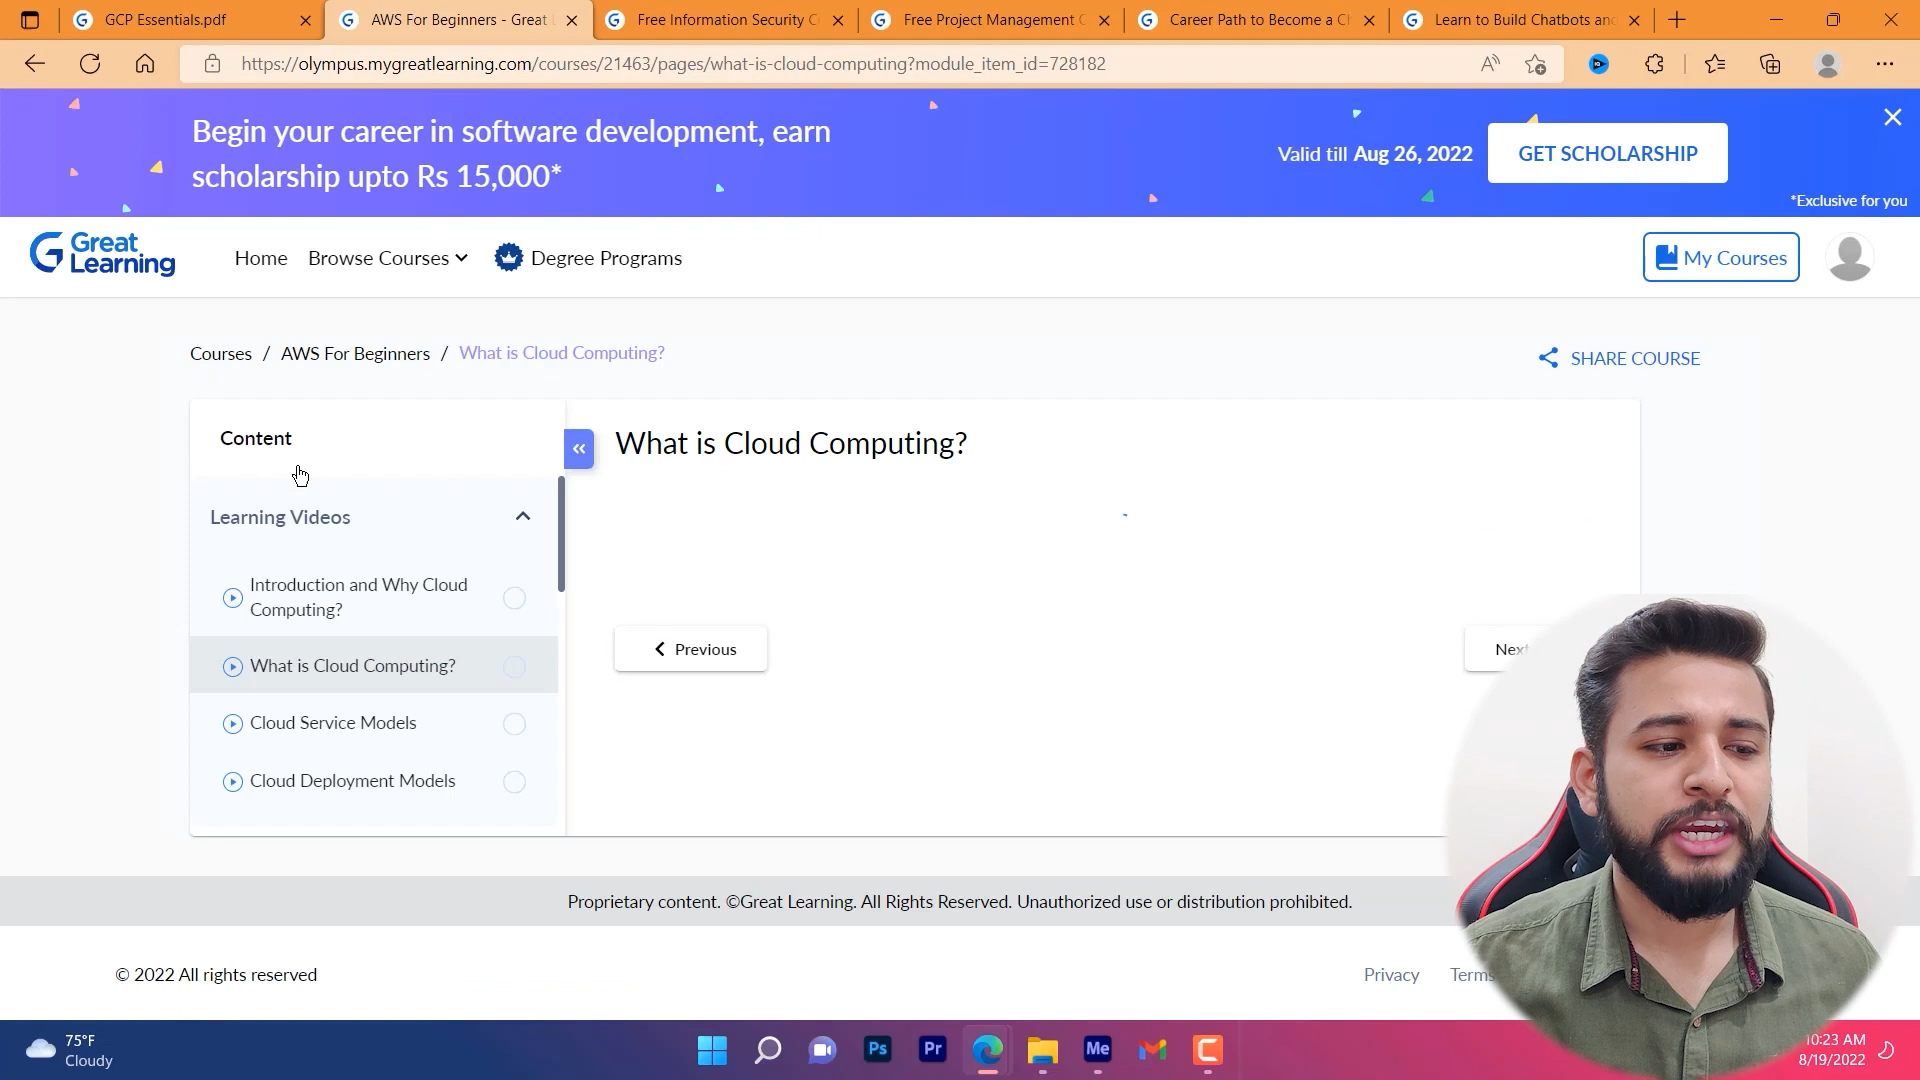 GCP Essentials.pdf
AWS For Beginners - Great
Free Information Security
Free Project Management
Career Path to Become a
Learn to Build Chatbots and
https://olympus.mygreatlearning.com/courses/21463/pages/what-is-cloud-computing?module_item_id=728182
Begin your career in software development, earn
scholarship upto Rs 15,000*
Valid till Aug 26, 2022
GET SCHOLARSHIP
*Exclusive for you
Great
Learning
Home
Browse Courses
Degree Programs
My Courses
Courses / AWS For Beginners / What is Cloud Computing?
SHARE COURSE
Content
What is Cloud Computing?
Learning Videos
Introduction and Why Cloud
Computing?
What is Cloud Computing?
Cloud Service Models
Cloud Deployment Models
Previous
Next
Proprietary content. ©Great Learning. All Rights Reserved. Unauthorized use or distribution prohibited.
© 2022 All rights reserved
Privacy
Terms
75°F
Cloudy
Ps
Pr
Me
10:23 AM
8/19/2022